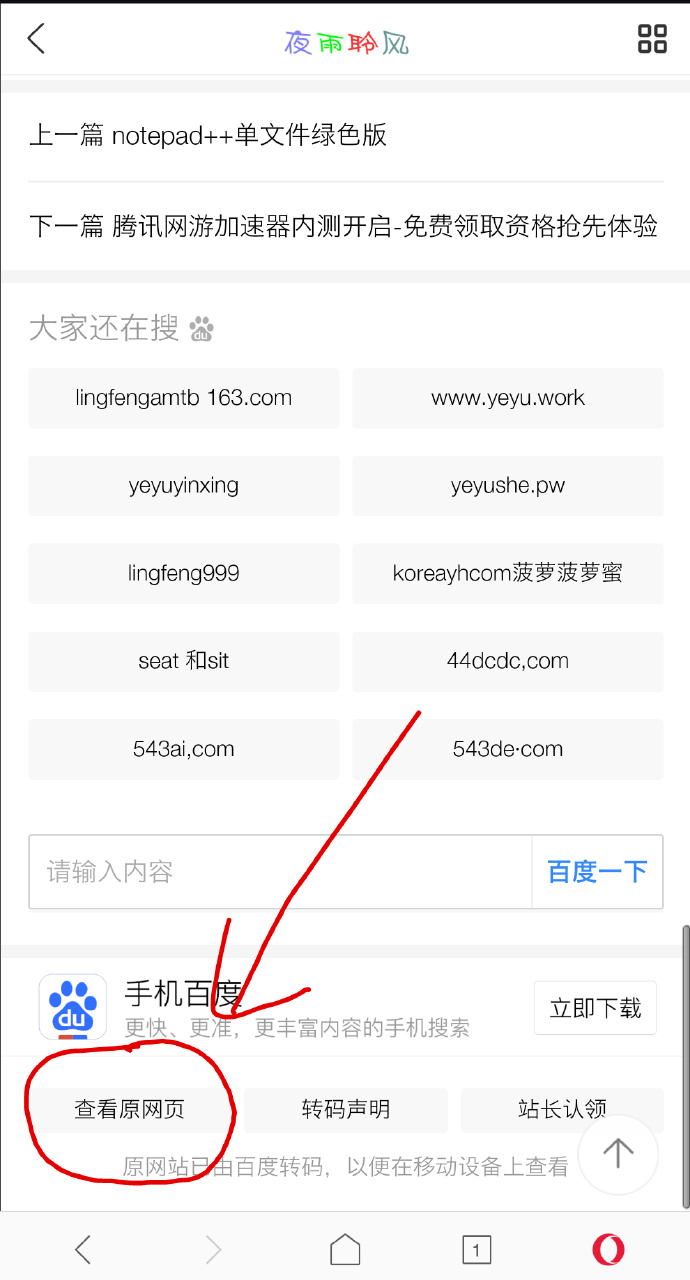 夜雨聆风
上一篇 notepad++单文件绿色版
下一篇 腾讯网游加速器内测开启-免费领取资格抢先体验
大家还在搜 du
lingfengamtb 163.com
www.yeyu.work
yeyuyinxing
yeyushe.pw
lingfeng999
koreayhcom菠萝菠萝蜜
seat 和sit
44dcdc,com
543ai,com
543de·com
请输入内容
百度一下
du
手机百度
更快、更准，更丰富内容的手机搜索
立即下载
查看原网页
转码声明
站长认领
原网站已由百度转码，以便在移动设备上查看
1